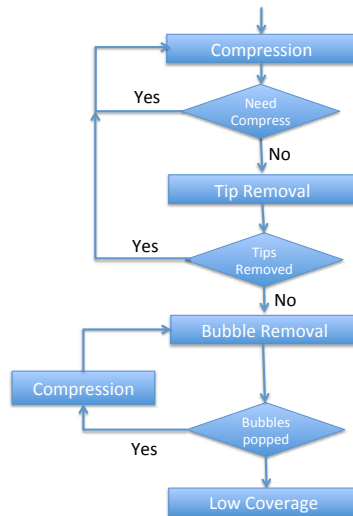 Compression
Yes
Need
Compress
No
Tip Removal
Yes
Tips
Removed
No
Bubble Removal
Compression
Bubbles
popped
Yes
Low Coverage